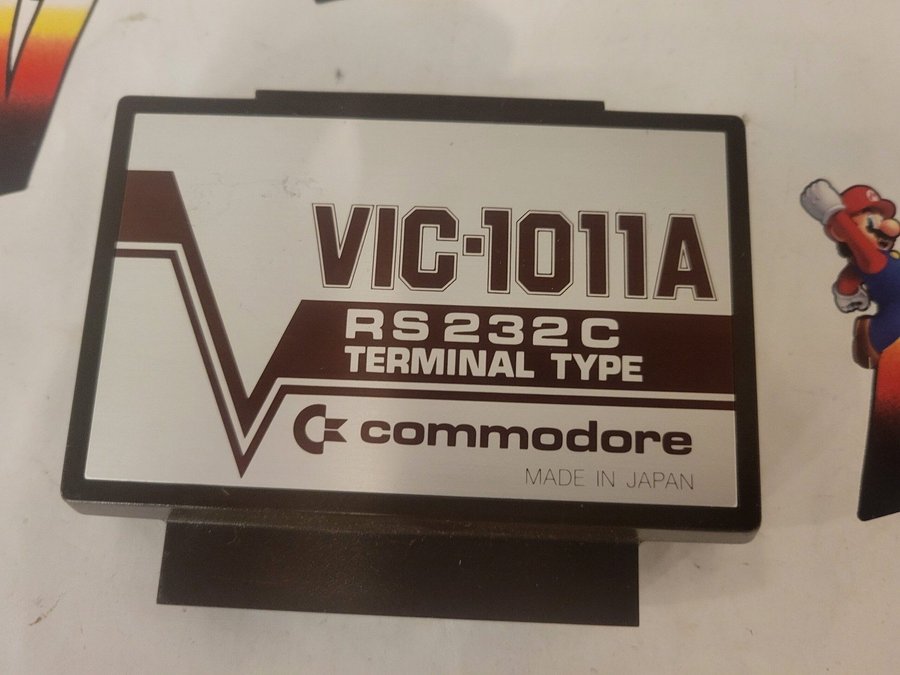 VIC-1011A
RS232C
TERMINAL TYPE
commodore
MADE IN JAPAN